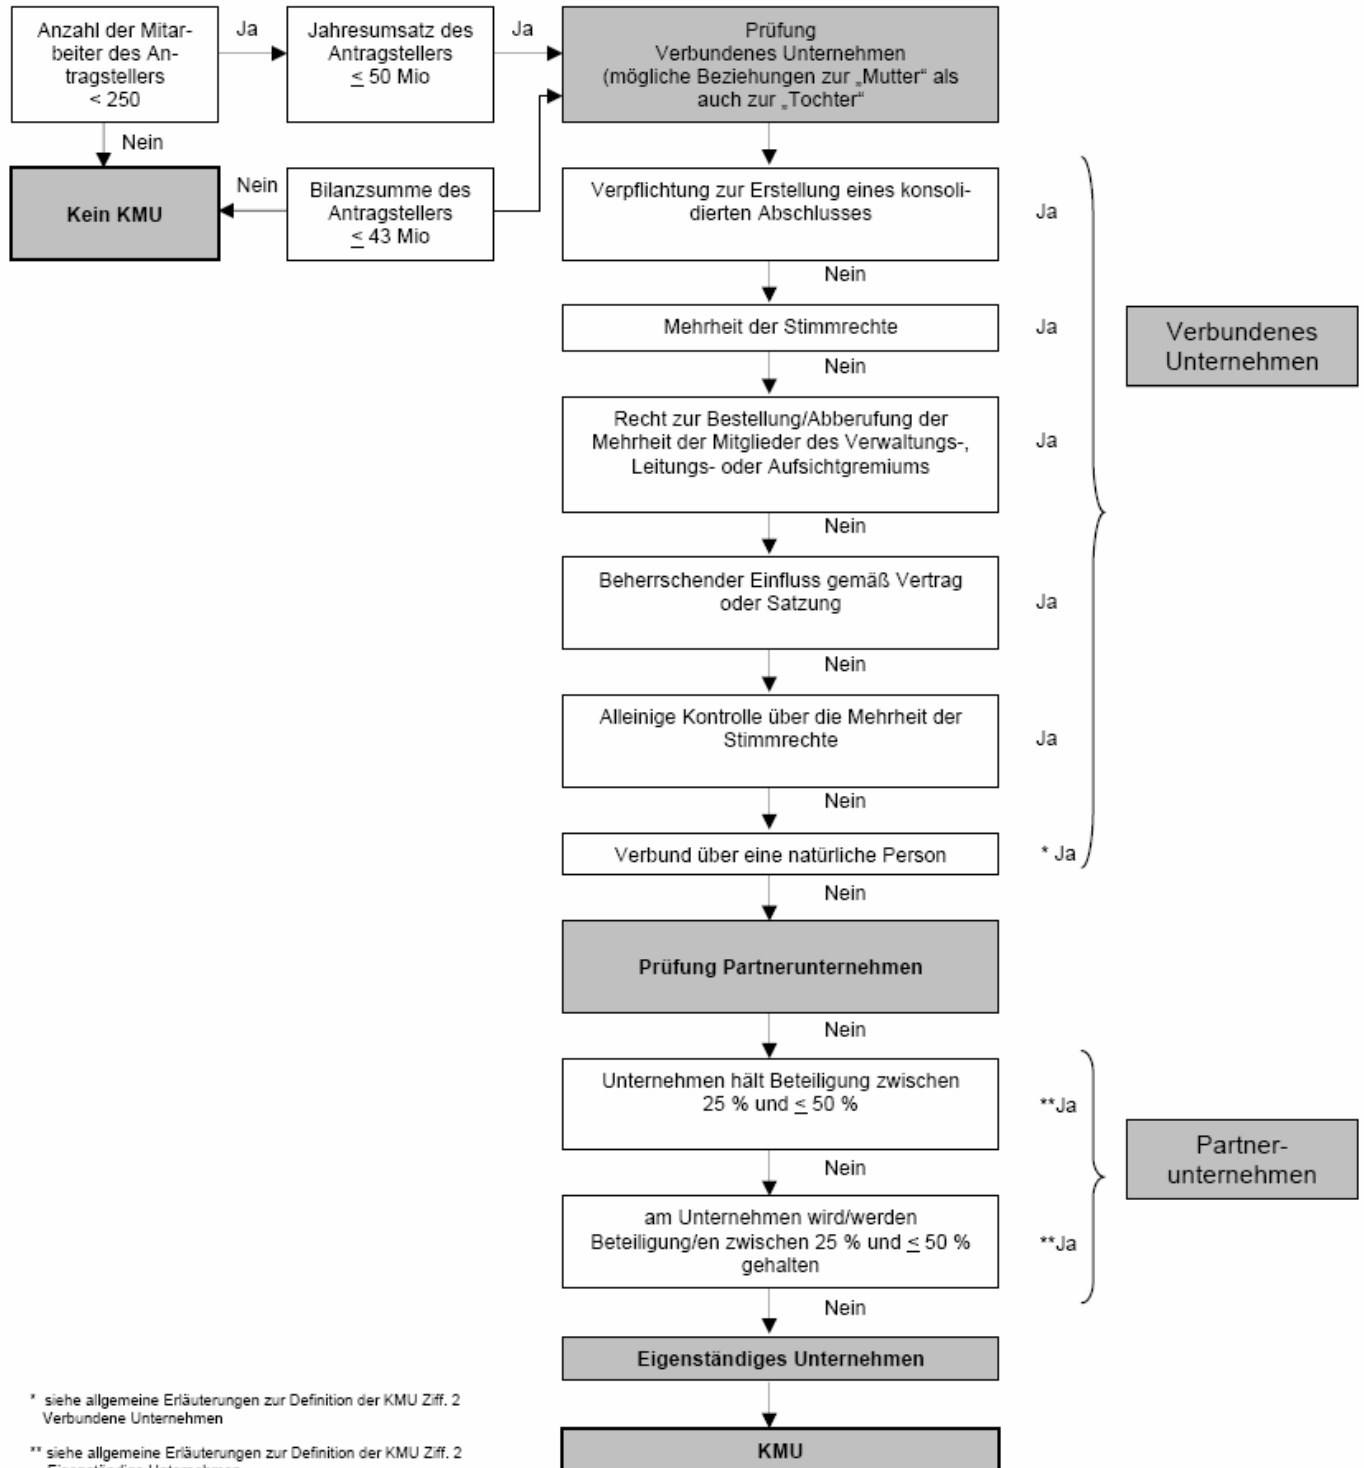 Anzahl der Mitar-
beiter des An-
tragstellers
< 250
Ja
Jahresumsatz des
Antragstellers
≤ 50 Mio
Ja
Prüfung
Verbundenes Unternehmen
(mögliche Beziehungen zur „Mutter“ als
auch zur „Tochter“
Nein
Kein KMU
Nein
Bilanzsumme des
Antragstellers
≤ 43 Mio
Verpflichtung zur Erstellung eines konsoli-
dierten Abschlusses
Ja
Nein
Mehrheit der Stimmrechte
Ja
Verbundenes
Unternehmen
Nein
Recht zur Bestellung/Abberufung der
Mehrheit der Mitglieder des Verwaltungs-,
Leitungs- oder Aufsichtgremiums
Ja
Nein
Beherrschender Einfluss gemäß Vertrag
oder Satzung
Ja
Nein
Alleinige Kontrolle über die Mehrheit der
Stimmrechte
Ja
Nein
Verbund über eine natürliche Person
* Ja
Nein
Prüfung Partnerunternehmen
Nein
Unternehmen hält Beteiligung zwischen
25 % und ≤ 50 %
**Ja
Partner-
unternehmen
Nein
am Unternehmen wird/werden
Beteiligung/en zwischen 25 % und ≤ 50 %
gehalten
**Ja
Nein
Eigenständiges Unternehmen
KMU
* siehe allgemeine Erläuterungen zur Definition der KMU Ziff. 2
Verbundene Unternehmen
** siehe allgemeine Erläuterungen zur Definition der KMU Ziff. 2
Eigenständige Unternehmen